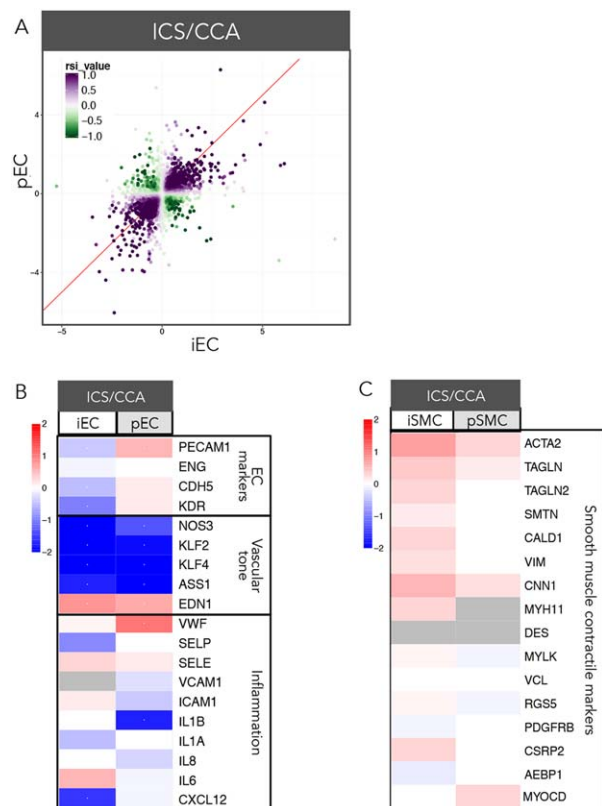 A
ICS/CCA
rsi_value
1.0
0.5
0.0
−0.5
−1.0
4
0
−4
pEC
−5
0
5
iEC
B
ICS/CCA
iEC
pEC
2
1
0
−1
−2
PECAM1
ENG
CDH5
KDR
EC markers
NOS3
KLF2
KLF4
ASS1
EDN1
Vascular tone
VWF
SELP
SELE
VCAM1
ICAM1
IL1B
IL1A
IL8
IL6
CXCL12
Inflammation
C
ICS/CCA
iSMC
pSMC
2
1
0
−1
−2
ACTA2
TAGLN
TAGLN2
SMTN
CALD1
VIM
CNN1
MYH11
DES
MYLK
VCL
RGS5
PDGFRB
CSRP2
AEBP1
MYOCD
Smooth muscle contractile markers